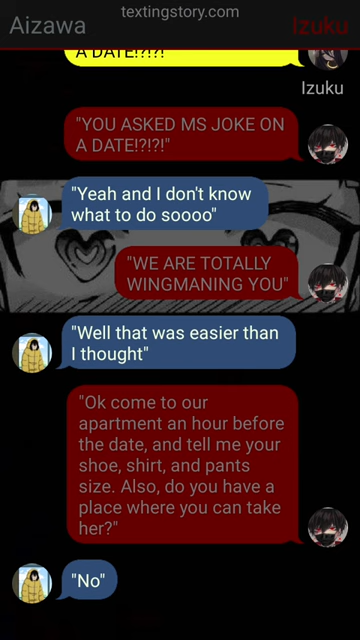 textingstory.com
Aizawa
Izuku
A DATE!?!?!"
Izuku
"YOU ASKED MS JOKE ON
A DATE!?!?!"
"Yeah and I don't know
what to do soooo"
"WE ARE TOTALLY
WINGMANING YOU"
"Well that was easier than
I thought"
"Ok come to our
apartment an hour before
the date, and tell me your
shoe, shirt, and pants
size. Also, do you have a
place where you can take
her?"
"No"